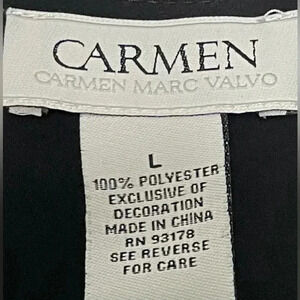 CARMEN
CARMEN MARC VALVO
L
100% POLYESTER
EXCLUSIVE OF
DECORATION
MADE IN CHINA
RN 93178
SEE REVERSE
FOR CARE